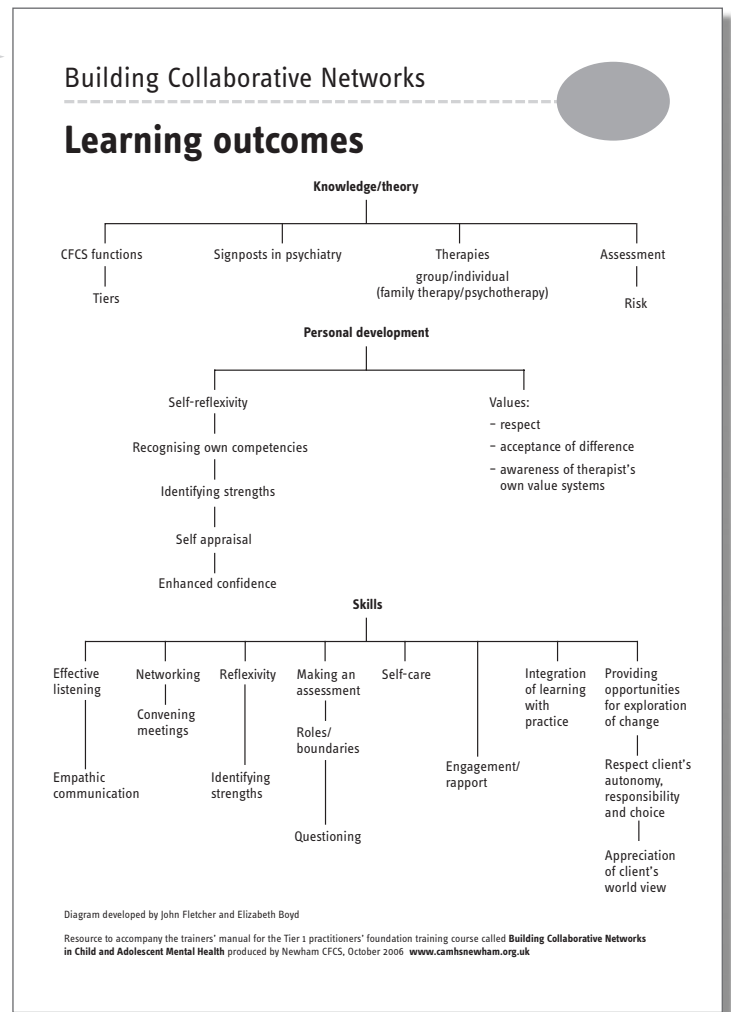 Building Collaborative Networks
Learning outcomes
Knowledge/theory
CFCS functions
Tiers
Signposts in psychiatry
Therapies
group/individual
(family therapy/psychotherapy)
Assessment
Risk
Personal development
Self-reflexivity
Recognising own competencies
Identifying strengths
Self appraisal
Enhanced confidence
Values:
– respect
– acceptance of difference
– awareness of therapist's
own value systems
Skills
Effective
listening
Empathic
communication
Networking
Convening
meetings
Reflexivity
Identifying
strengths
Making an
assessment
Roles/
boundaries
Questioning
Self-care
Engagement/
rapport
Integration
of learning
with
practice
Providing
opportunities
for exploration
of change
Respect client's
autonomy,
responsibility
and choice
Appreciation
of client's
world view
Diagram developed by John Fletcher and Elizabeth Boyd
Resource to accompany the trainers' manual for the Tier 1 practitioners' foundation training course called Building Collaborative Networks
in Child and Adolescent Mental Health produced by Newham CFCS, October 2006 www.camhsnewham.org.uk